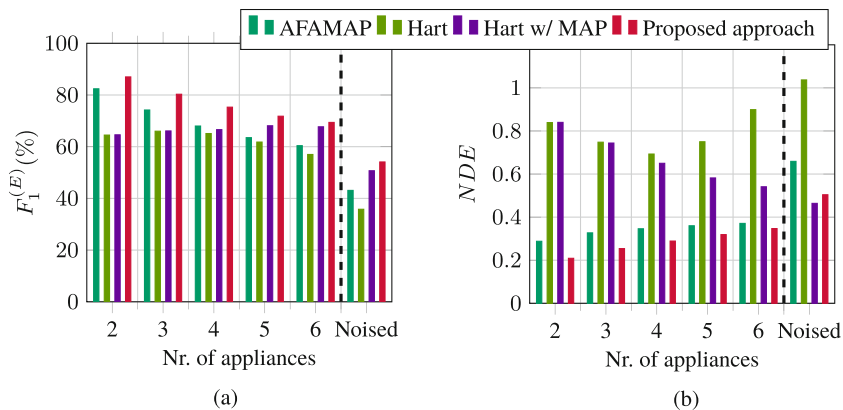 AFAMAP Hart Hart w/ MAP Proposed approach
100
80
60
40
20
0
F₁⁽ᴱ⁾(%)
2 3 4 5 6 Noised
Nr. of appliances
(a)
1
0.8
0.6
0.4
0.2
0
NDE
2 3 4 5 6 Noised
Nr. of appliances
(b)